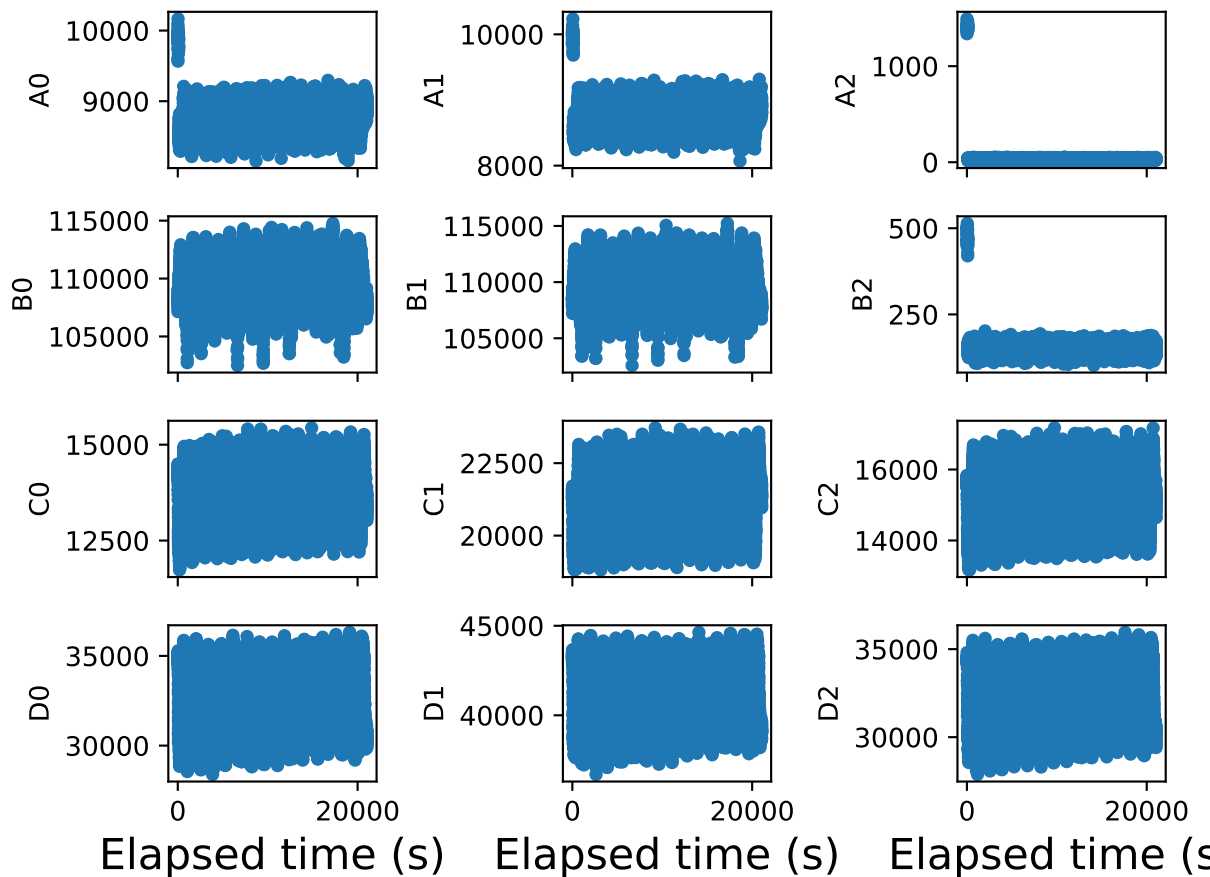 10000
9000
A0
10000
8000
A1
1000
0
A2
115000
110000
105000
B0
115000
110000
105000
B1
500
250
B2
15000
12500
C0
22500
20000
C1
16000
14000
C2
35000
30000
D0
45000
40000
D1
35000
30000
D2
0 20000
0 20000
0 20000
Elapsed time (s)
Elapsed time (s)
Elapsed time (s